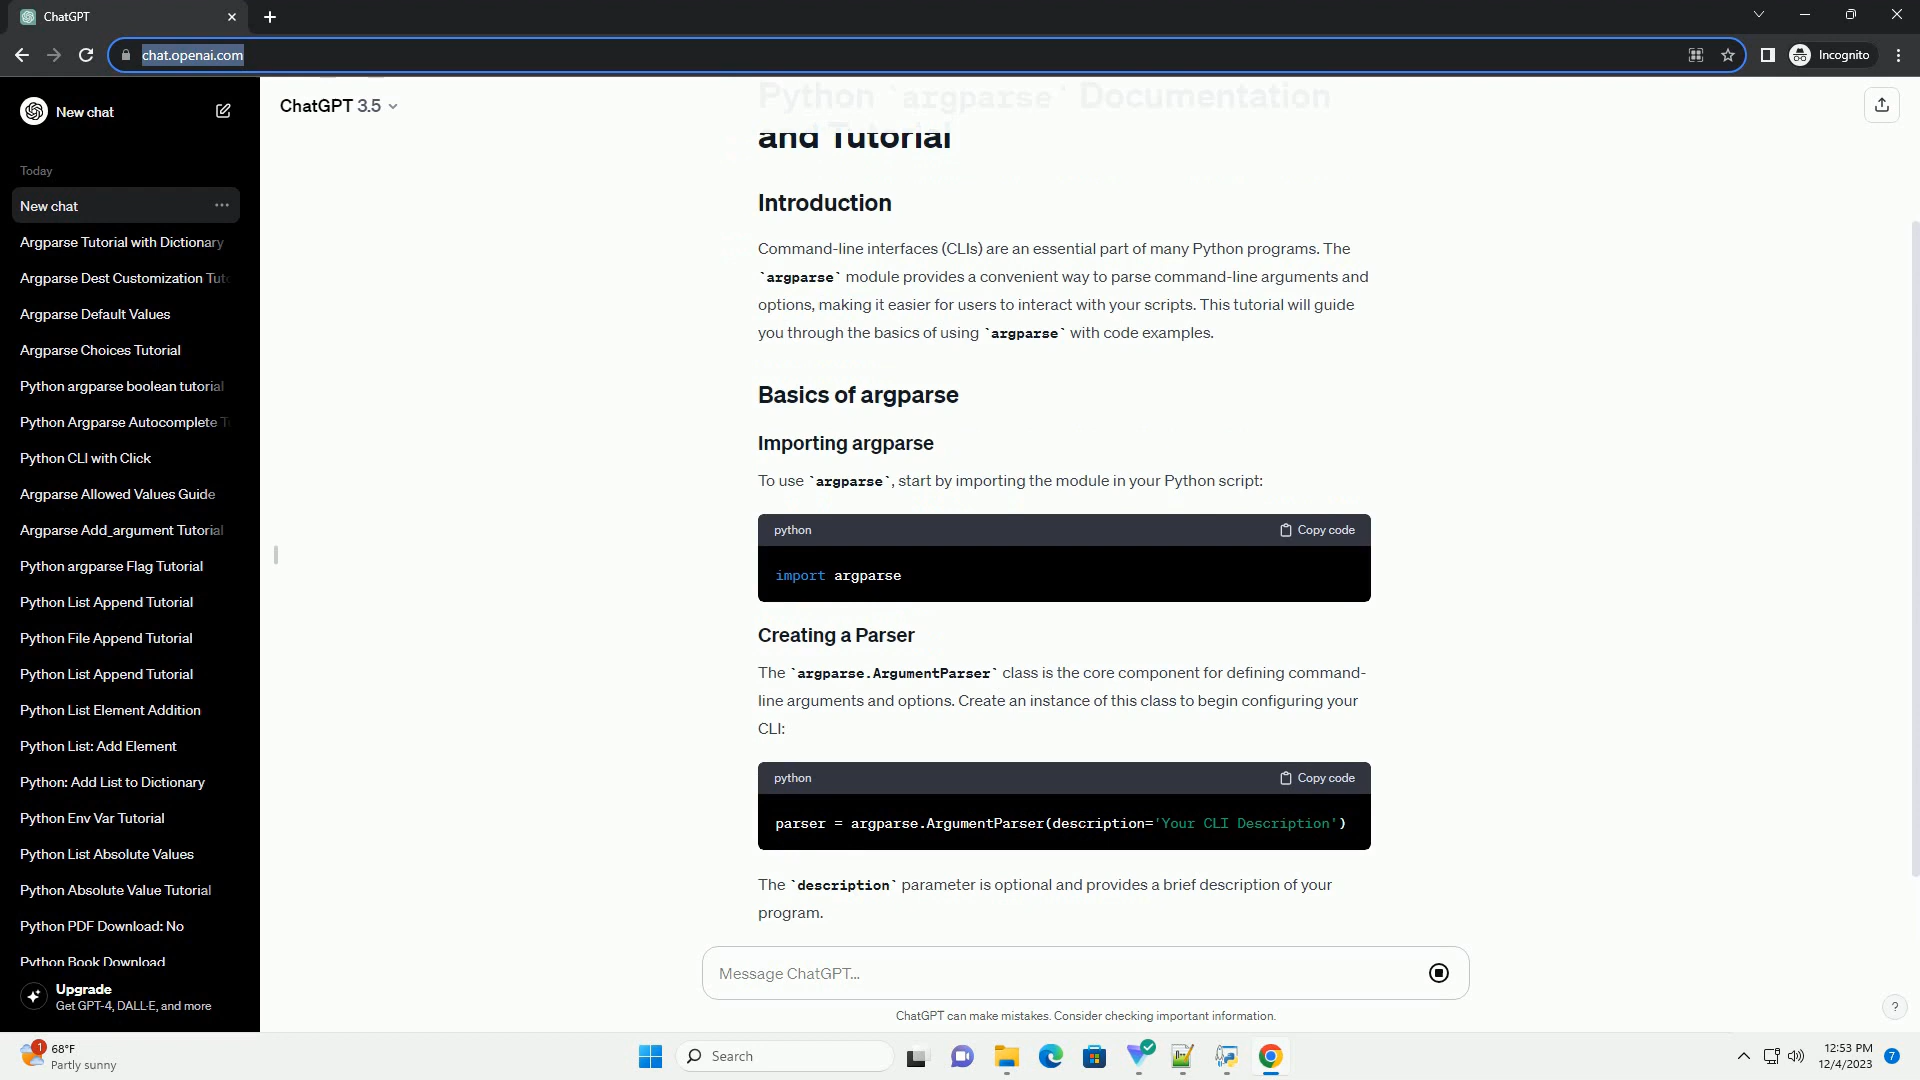 ChatGPT
chat.openai.com
Incognito
New chat
Today
New chat
Argparse Tutorial with Dictionary
Argparse Dest Customization Tut
Argparse Default Values
Argparse Choices Tutorial
Python argparse boolean tutorial
Python Argparse Autocomplete T
Python CLI with Click
Argparse Allowed Values Guide
Argparse Add_argument Tutorial
Python argparse Flag Tutorial
Python List Append Tutorial
Python File Append Tutorial
Python List Append Tutorial
Python List Element Addition
Python List: Add Element
Python: Add List to Dictionary
Python Env Var Tutorial
Python List Absolute Values
Python Absolute Value Tutorial
Python PDF Download: No
Python Book Download
Upgrade
Get GPT-4, DALL·E, and more
ChatGPT 3.5
Python `argparse` Documentation
and Tutorial
Introduction
Command-line interfaces (CLIs) are an essential part of many Python programs. The
`argparse` module provides a convenient way to parse command-line arguments and
options, making it easier for users to interact with your scripts. This tutorial will guide
you through the basics of using `argparse` with code examples.
Basics of argparse
Importing argparse
To use `argparse`, start by importing the module in your Python script:
python Copy code
import argparse
Creating a Parser
The `argparse.ArgumentParser` class is the core component for defining command-
line arguments and options. Create an instance of this class to begin configuring your
CLI:
python Copy code
parser = argparse.ArgumentParser(description='Your CLI Description')
The `description` parameter is optional and provides a brief description of your
program.
Message ChatGPT...
ChatGPT can make mistakes. Consider checking important information.
?
1
68°F
Partly sunny
Search
12:53 PM
12/4/2023
7